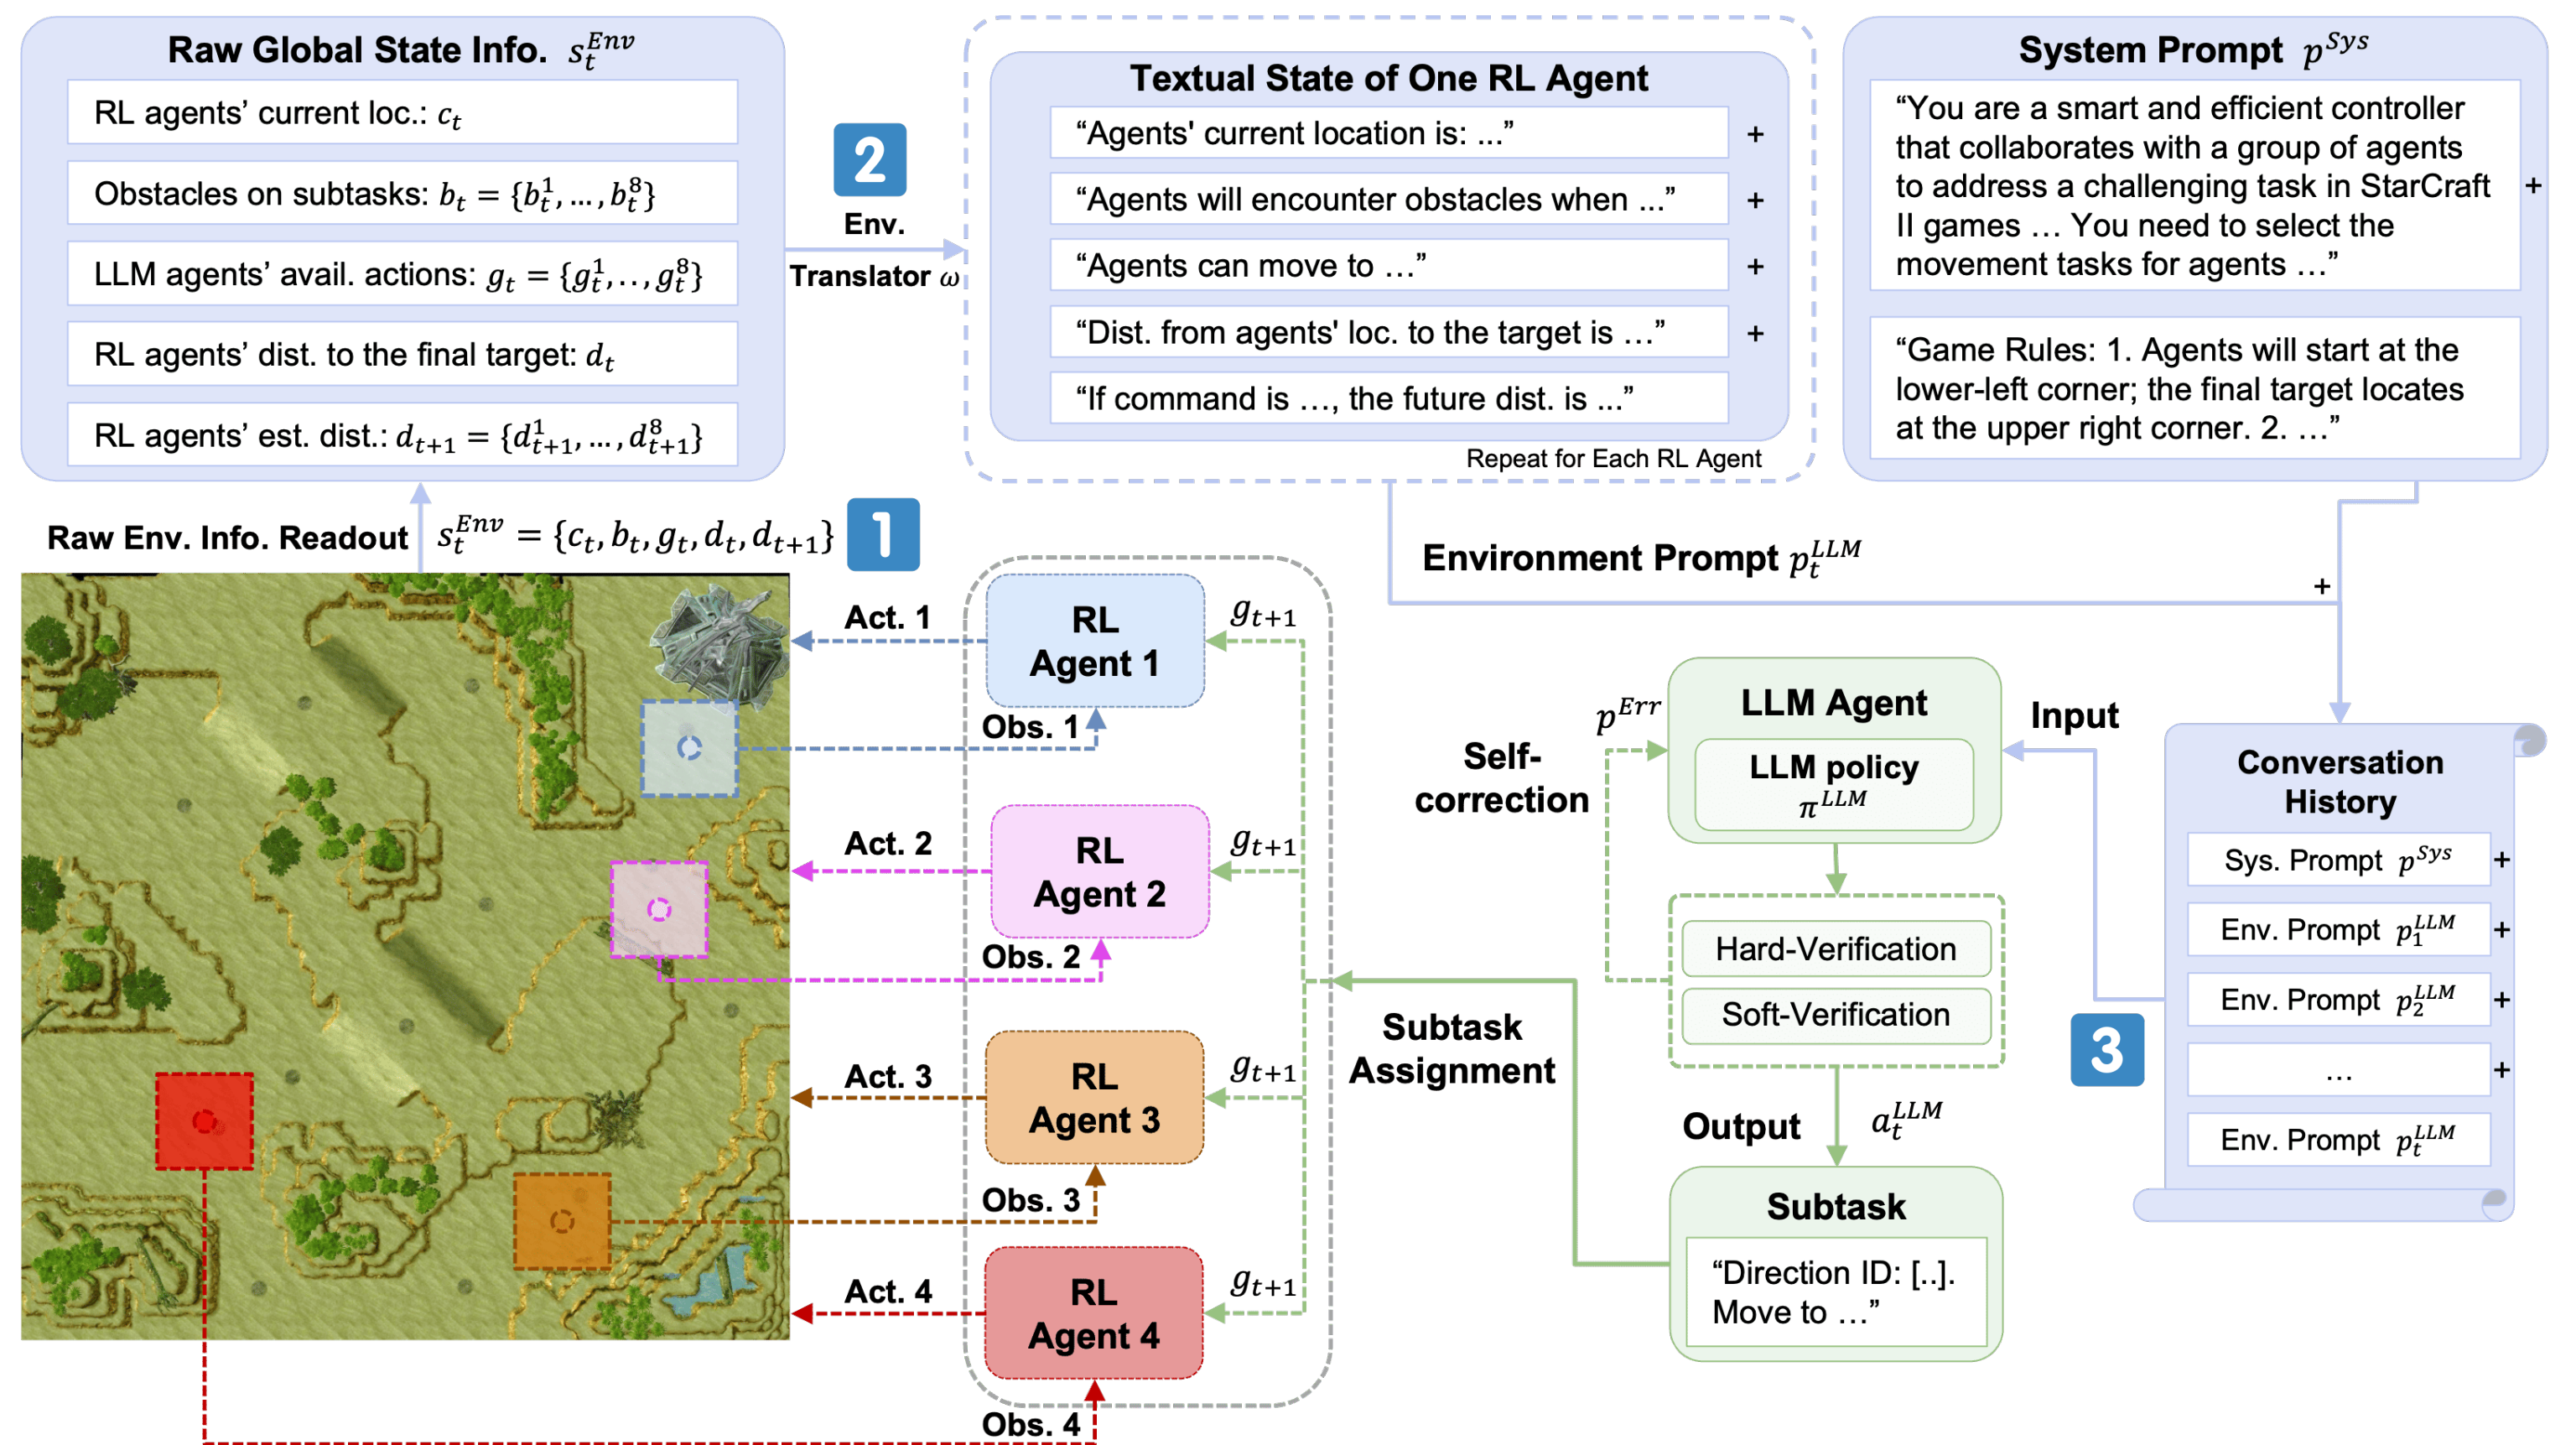 Raw Global State Info. $s_t^{Env}$
RL agents’ current loc.: $c_t$
Obstacles on subtasks: $b_t = \{b_t^1, …, b_t^8\}$
LLM agents’ avail. actions: $g_t = \{g_t^1, .., g_t^8\}$
RL agents’ dist. to the final target: $d_t$
RL agents’ est. dist.: $d_{t+1} = \{d_{t+1}^1, …, d_{t+1}^8\}$
2
Env.
Translator ω
Textual State of One RL Agent
“Agents' current location is: ...” +
“Agents will encounter obstacles when ...” +
“Agents can move to …” +
“Dist. from agents' loc. to the target is …” +
“If command is …, the future dist. is ...”
Repeat for Each RL Agent
System Prompt $p^{Sys}$
“You are a smart and efficient controller
that collaborates with a group of agents
to address a challenging task in StarCraft +
II games … You need to select the
movement tasks for agents …”
“Game Rules: 1. Agents will start at the
lower-left corner; the final target locates
at the upper right corner. 2. …”
Raw Env. Info. Readout $s_t^{Env} = \{c_t, b_t, g_t, d_t, d_{t+1}\}$
1
Environment Prompt $p_t^{LLM}$
+
Act. 1
RL
Agent 1
$g_{t+1}$
Obs. 1
Act. 2
RL
Agent 2
$g_{t+1}$
Obs. 2
Act. 3
RL
Agent 3
$g_{t+1}$
Obs. 3
Act. 4
RL
Agent 4
$g_{t+1}$
Obs. 4
Subtask
Assignment
Self-
correction
$p^{Err}$
LLM Agent
LLM policy
$\pi^{LLM}$
Hard-Verification
Soft-Verification
Output $a_t^{LLM}$
Subtask
“Direction ID: [..].
Move to …”
Input
3
Conversation
History
Sys. Prompt $p^{Sys}$ +
Env. Prompt $p_1^{LLM}$ +
Env. Prompt $p_2^{LLM}$ +
… +
Env. Prompt $p_t^{LLM}$